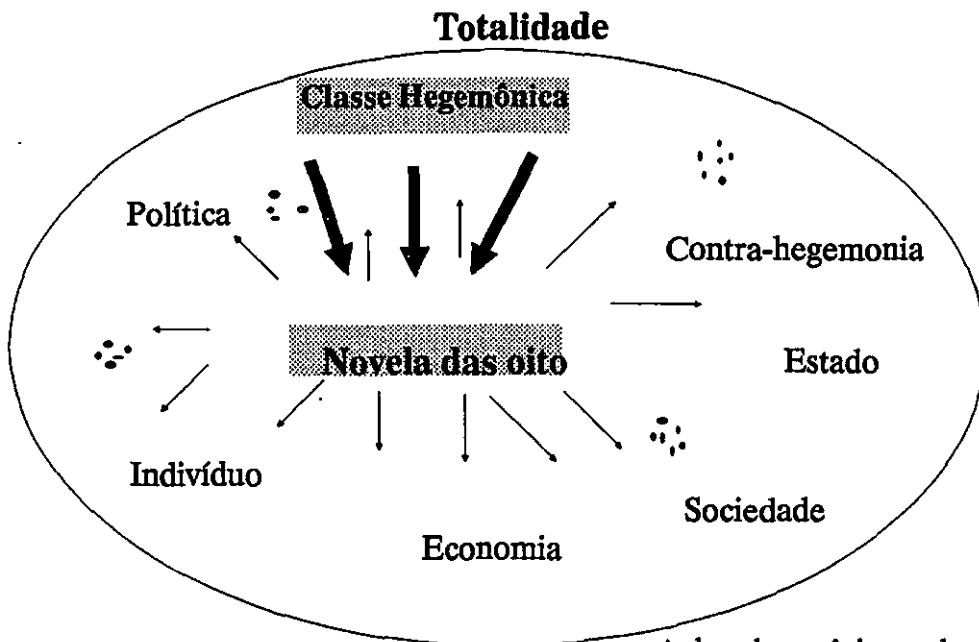 Totalidade
Classe Hegemônica
Política
Contra-hegemonia
Novela das oito
Estado
Indivíduo
Sociedade
Economia